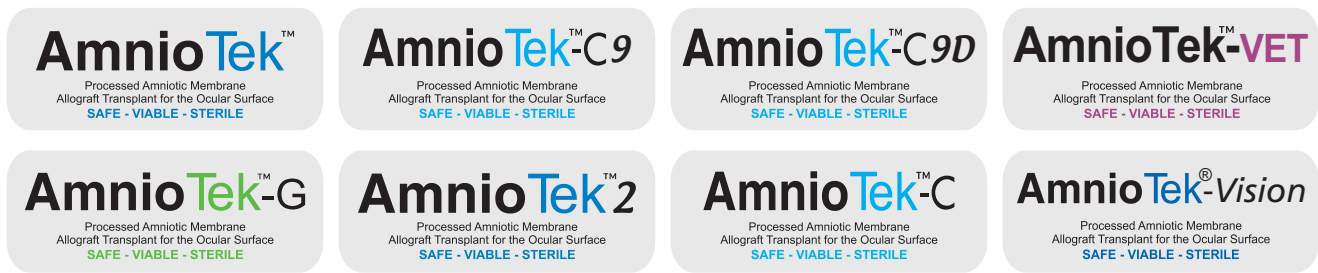 AmnioTek™
Processed Amniotic Membrane
Allograft Transplant for the Ocular Surface
SAFE - VIABLE - STERILE
AmnioTek™-C9
Processed Amniotic Membrane
Allograft Transplant for the Ocular Surface
SAFE - VIABLE - STERILE
AmnioTek™-C9D
Processed Amniotic Membrane
Allograft Transplant for the Ocular Surface
SAFE - VIABLE - STERILE
AmnioTek™-VET
Processed Amniotic Membrane
Allograft Transplant for the Ocular Surface
SAFE - VIABLE - STERILE
AmnioTek™-G
Processed Amniotic Membrane
Allograft Transplant for the Ocular Surface
SAFE - VIABLE - STERILE
AmnioTek™2
Processed Amniotic Membrane
Allograft Transplant for the Ocular Surface
SAFE - VIABLE - STERILE
AmnioTek™-C
Processed Amniotic Membrane
Allograft Transplant for the Ocular Surface
SAFE - VIABLE - STERILE
AmnioTek®-Vision
Processed Amniotic Membrane
Allograft Transplant for the Ocular Surface
SAFE - VIABLE - STERILE